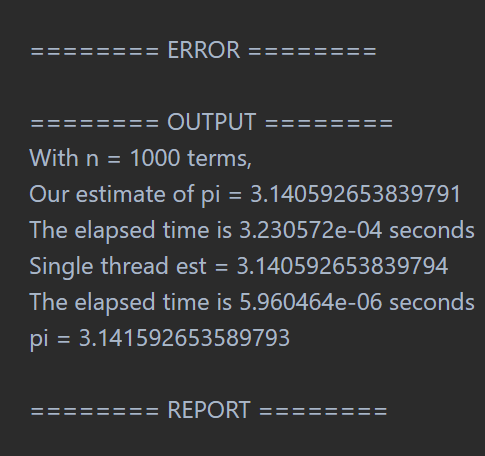 ======== ERROR ========
======== OUTPUT ========
With n = 1000 terms,
Our estimate of pi = 3.140592653839791
The elapsed time is 3.230572e-04 seconds
Single thread est = 3.140592653839794
The elapsed time is 5.960464e-06 seconds
pi = 3.141592653589793
======== REPORT ========